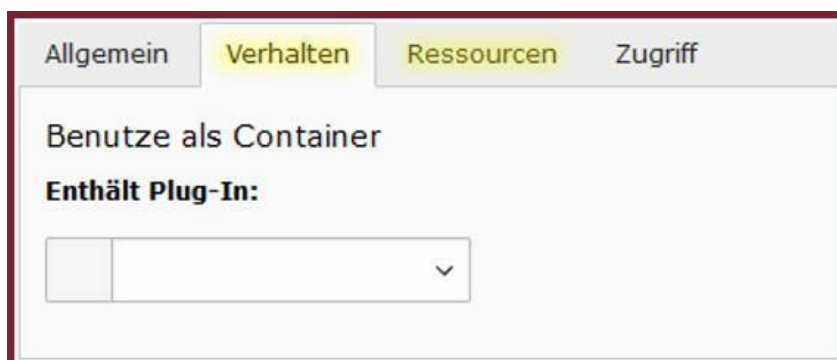 Allgemein Verhalten Ressourcen Zugriff
Benutze als Container
Enthält Plug-In: